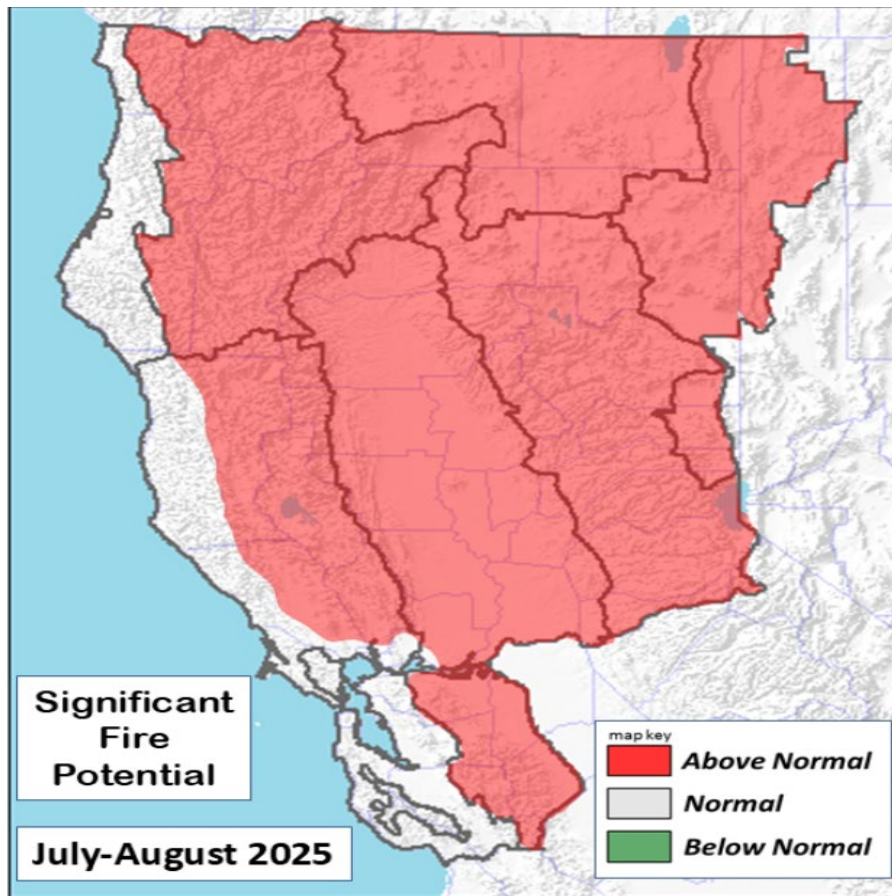 Significant
Fire
Potential
July-August 2025
map key
Above Normal
Normal
Below Normal